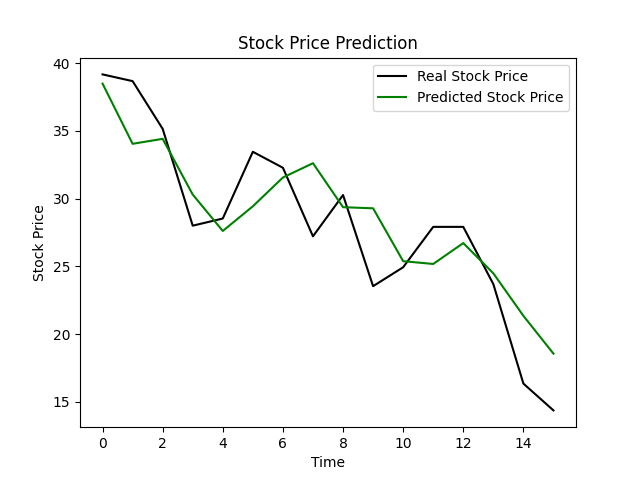 Stock Price Prediction
Real Stock Price
Predicted Stock Price
Stock Price
40
35
30
25
20
15
0 2 4 6 8 10 12 14
Time